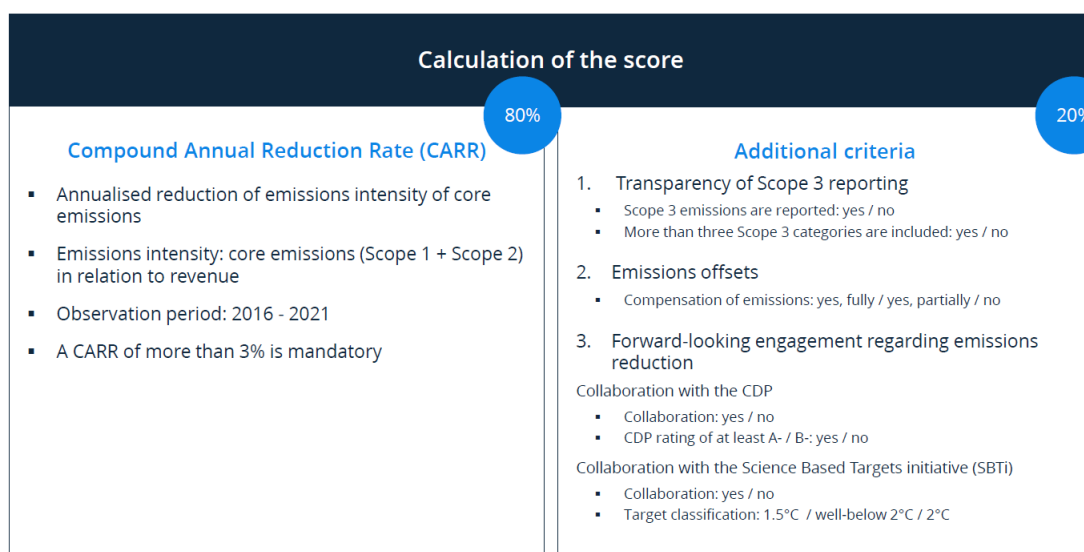 Calculation of the score
80%
Compound Annual Reduction Rate (CARR)
▪ Annualised reduction of emissions intensity of core
emissions
▪ Emissions intensity: core emissions (Scope 1 + Scope 2)
in relation to revenue
▪ Observation period: 2016 - 2021
▪ A CARR of more than 3% is mandatory
20%
Additional criteria
1. Transparency of Scope 3 reporting
▪ Scope 3 emissions are reported: yes / no
▪ More than three Scope 3 categories are included: yes / no
2. Emissions offsets
▪ Compensation of emissions: yes, fully / yes, partially / no
3. Forward-looking engagement regarding emissions
reduction
Collaboration with the CDP
▪ Collaboration: yes / no
▪ CDP rating of at least A- / B-: yes / no
Collaboration with the Science Based Targets initiative (SBTi)
▪ Collaboration: yes / no
▪ Target classification: 1.5°C / well-below 2°C / 2°C